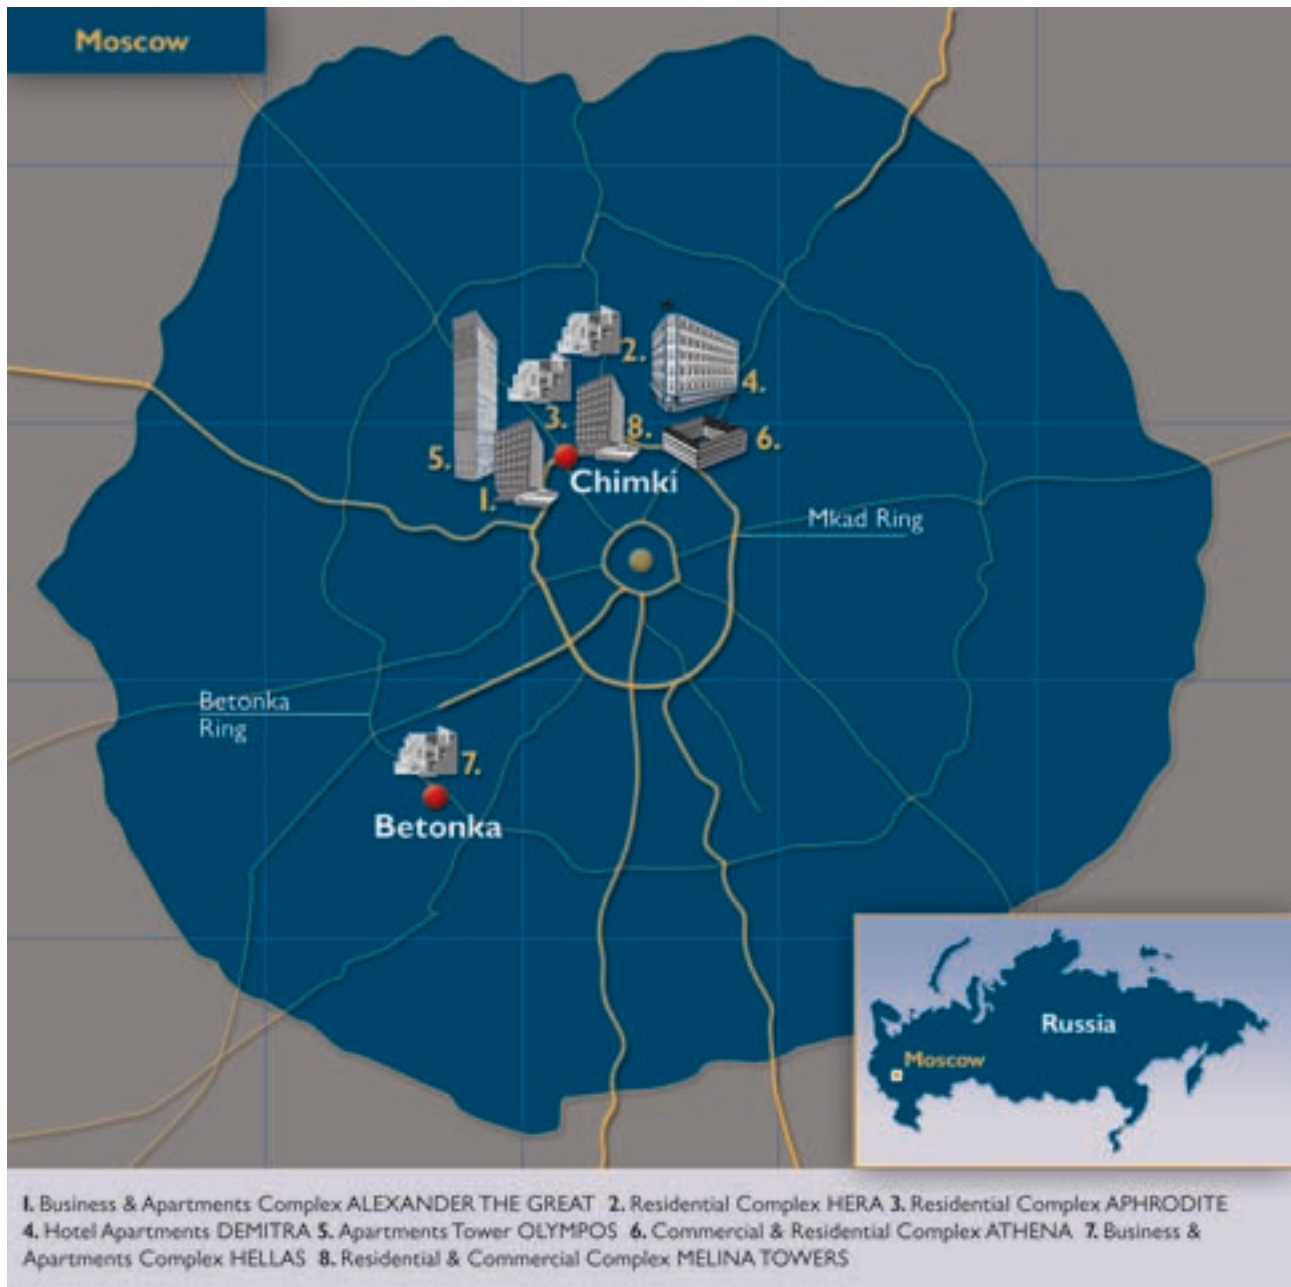 Moscow
2.
4.
3.
8.
6.
5.
Chimki
1.
Mkad Ring
Betonka
Ring
7.
Betonka
Russia
Moscow
1. Business & Apartments Complex ALEXANDER THE GREAT 2. Residential Complex HERA 3. Residential Complex APHRODITE
4. Hotel Apartments DEMITRA 5. Apartments Tower OLYMPOS 6. Commercial & Residential Complex ATHENA 7. Business &
Apartments Complex HELLAS 8. Residential & Commercial Complex MELINA TOWERS